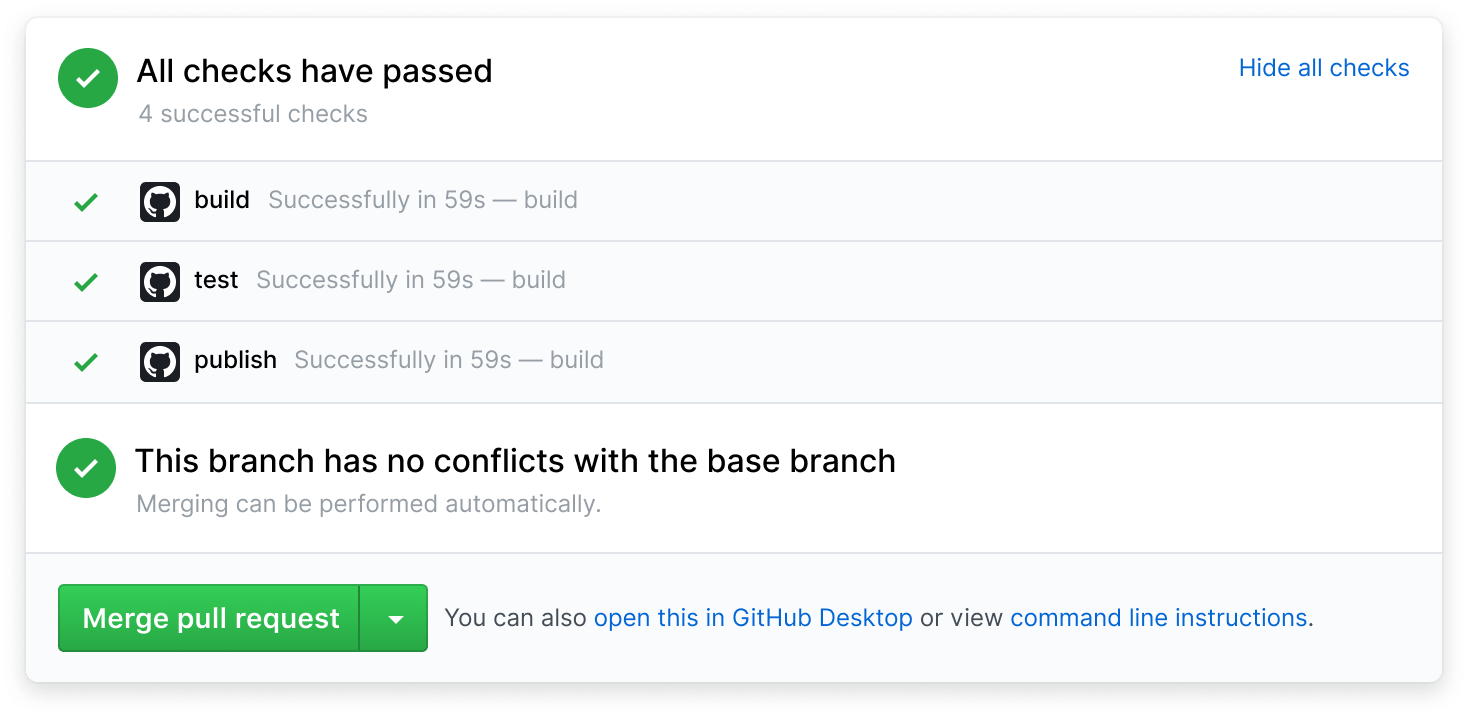 All checks have passed
Hide all checks
4 successful checks
build Successfully in 59s — build
test Successfully in 59s — build
publish Successfully in 59s — build
This branch has no conflicts with the base branch
Merging can be performed automatically.
Merge pull request
You can also open this in GitHub Desktop or view command line instructions.